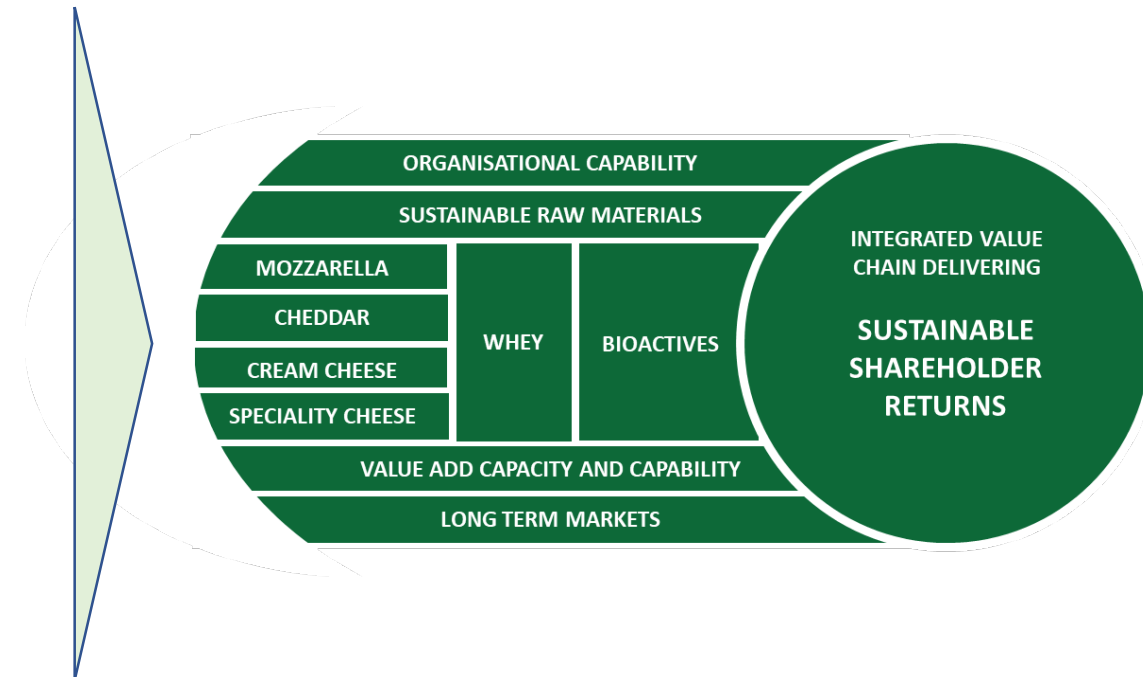 ORGANISATIONAL CAPABILITY
SUSTAINABLE RAW MATERIALS
MOZZARELLA
CHEDDAR
CREAM CHEESE
SPECIALITY CHEESE
WHEY
BIOACTIVES
VALUE ADD CAPACITY AND CAPABILITY
LONG TERM MARKETS
INTEGRATED VALUE
CHAIN DELIVERING
SUSTAINABLE
SHAREHOLDER
RETURNS